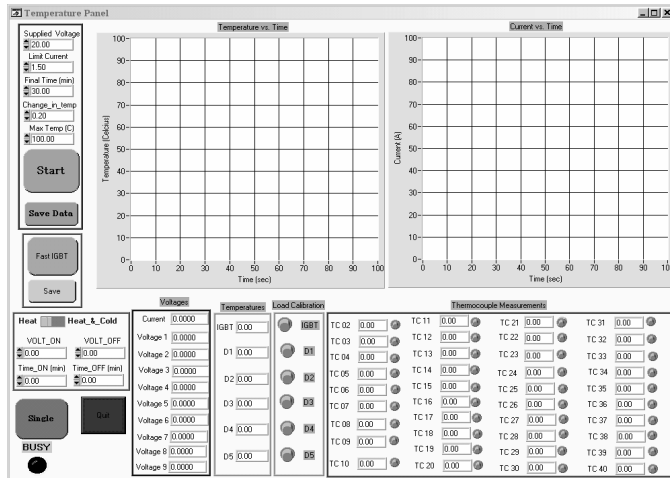 Temperature Panel
Supplied Voltage
20.00
Limit Current
1.50
Final Time (min)
30.00
Change_in_temp
0.20
Max Temp (C)
100.00
Start
Save Data
Fast IGBT
Save
Heat Heat_&_Cold
VOLT_ON VOLT_OFF
0.00 0.00
Time_ON (min) Time_OFF (min)
0.00 0.00
Single
Quit
BUSY
Temperature vs. Time
Temperature (Celcius)
100-
90-
80-
70-
60-
50-
40-
30-
20-
10-
0-
0 10 20 30 40 50 60 70 80 90 100
Time (sec)
Current vs. Time
Current (A)
100-
90-
80-
70-
60-
50-
40-
30-
20-
10-
0-
0 10 20 30 40 50 60 70 80 90 100
Time (sec)
Voltages
Current 0.0000
Voltage 1 0.0000
Voltage 2 0.0000
Voltage 3 0.0000
Voltage 4 0.0000
Voltage 5 0.0000
Voltage 6 0.0000
Voltage 7 0.0000
Voltage 8 0.0000
Voltage 9 0.0000
Temperatures
IGBT 0.00
D1 0.00
D2 0.00
D3 0.00
D4 0.00
D5 0.00
Load Calibration
IGBT
D1
D2
D3
D4
D5
Thermocouple Measurements
TC 02 0.00
TC 03 0.00
TC 04 0.00
TC 05 0.00
TC 06 0.00
TC 07 0.00
TC 08 0.00
TC 09 0.00
TC 10 0.00
TC 11 0.00
TC 12 0.00
TC 13 0.00
TC 14 0.00
TC 15 0.00
TC 16 0.00
TC 17 0.00
TC 18 0.00
TC 19 0.00
TC 20 0.00
TC 21 0.00
TC 22 0.00
TC 23 0.00
TC 24 0.00
TC 25 0.00
TC 26 0.00
TC 27 0.00
TC 28 0.00
TC 29 0.00
TC 30 0.00
TC 31 0.00
TC 32 0.00
TC 33 0.00
TC 34 0.00
TC 35 0.00
TC 36 0.00
TC 37 0.00
TC 38 0.00
TC 39 0.00
TC 40 0.00